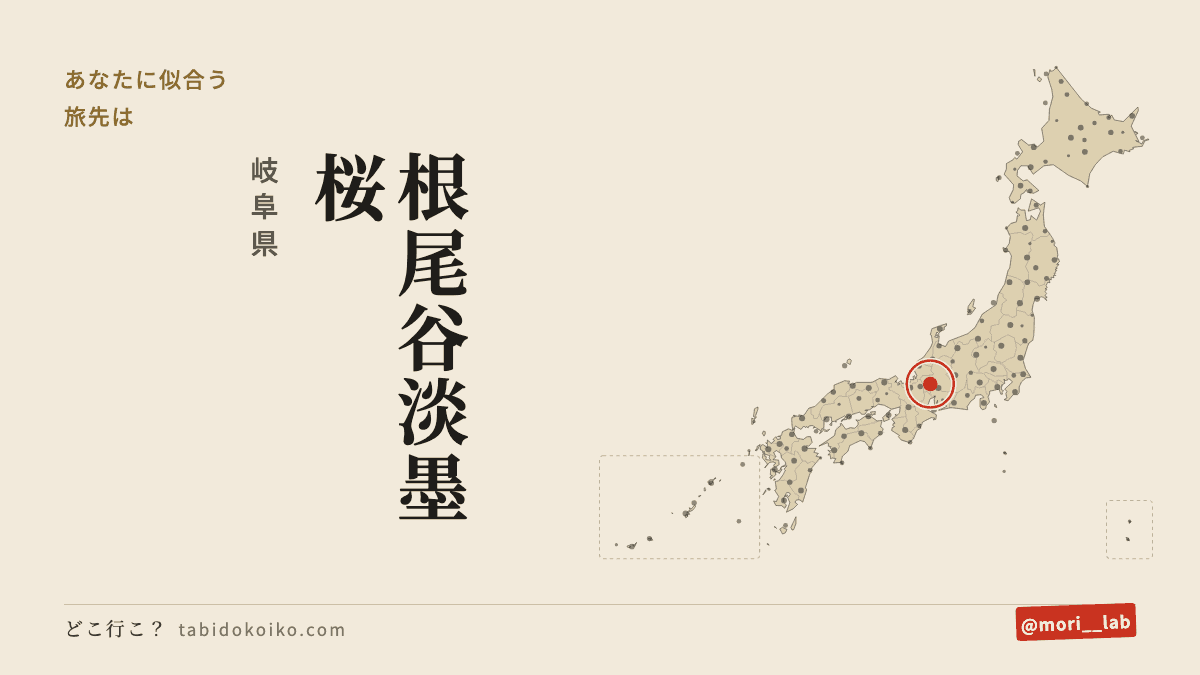 あなたに似合う
旅先は
根尾谷淡墨
桜
岐阜県
どこ行こ？ tabidokoiko.com
@mori__lab